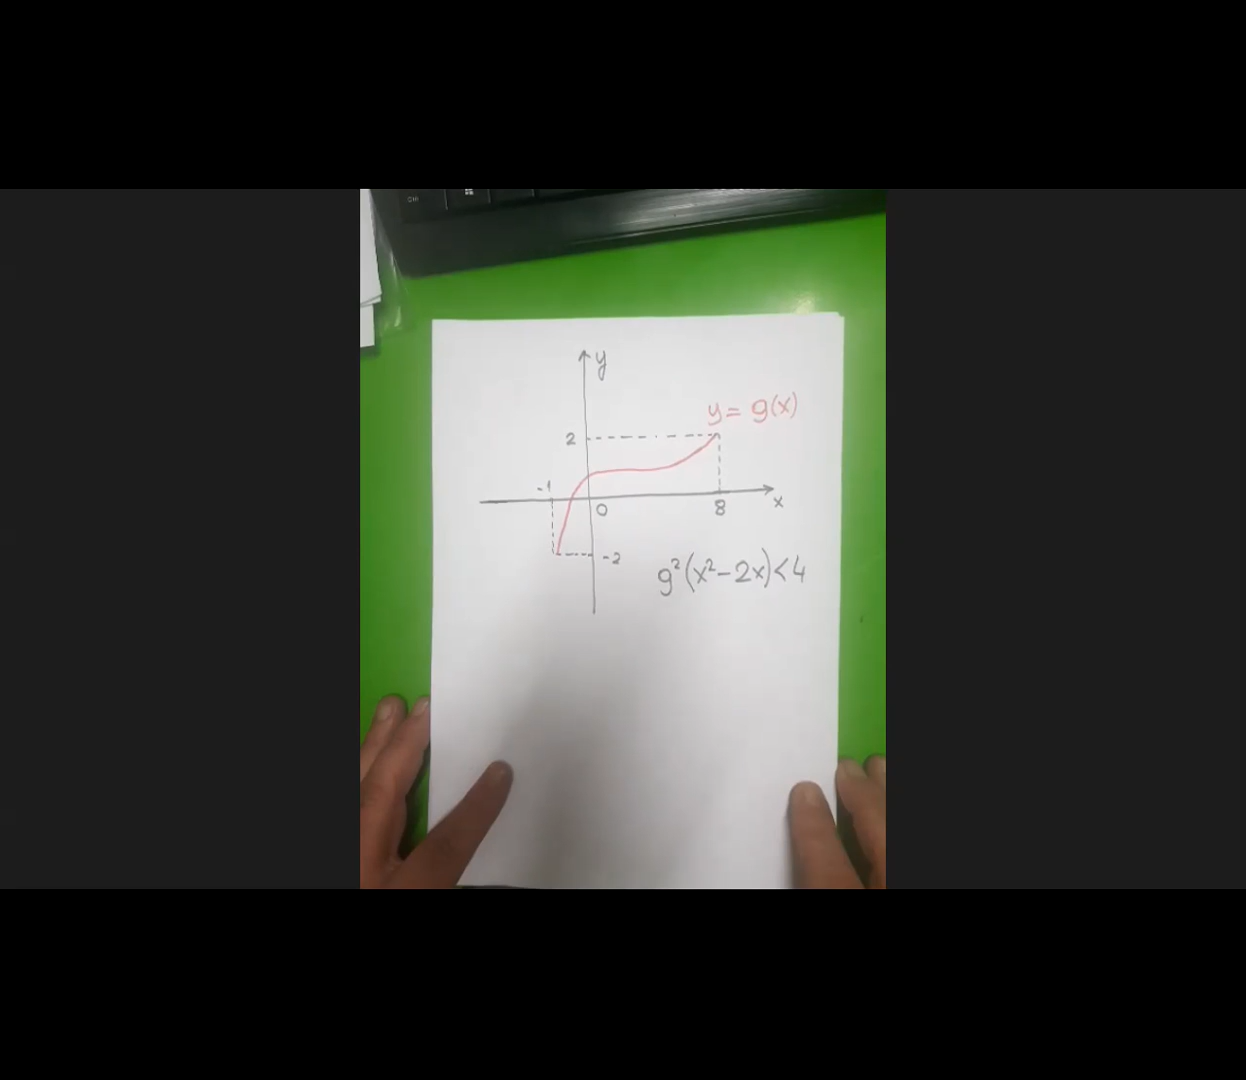 y
y = g(x)
2
-1
0
8
x
-2
g²(x²-2x)<4